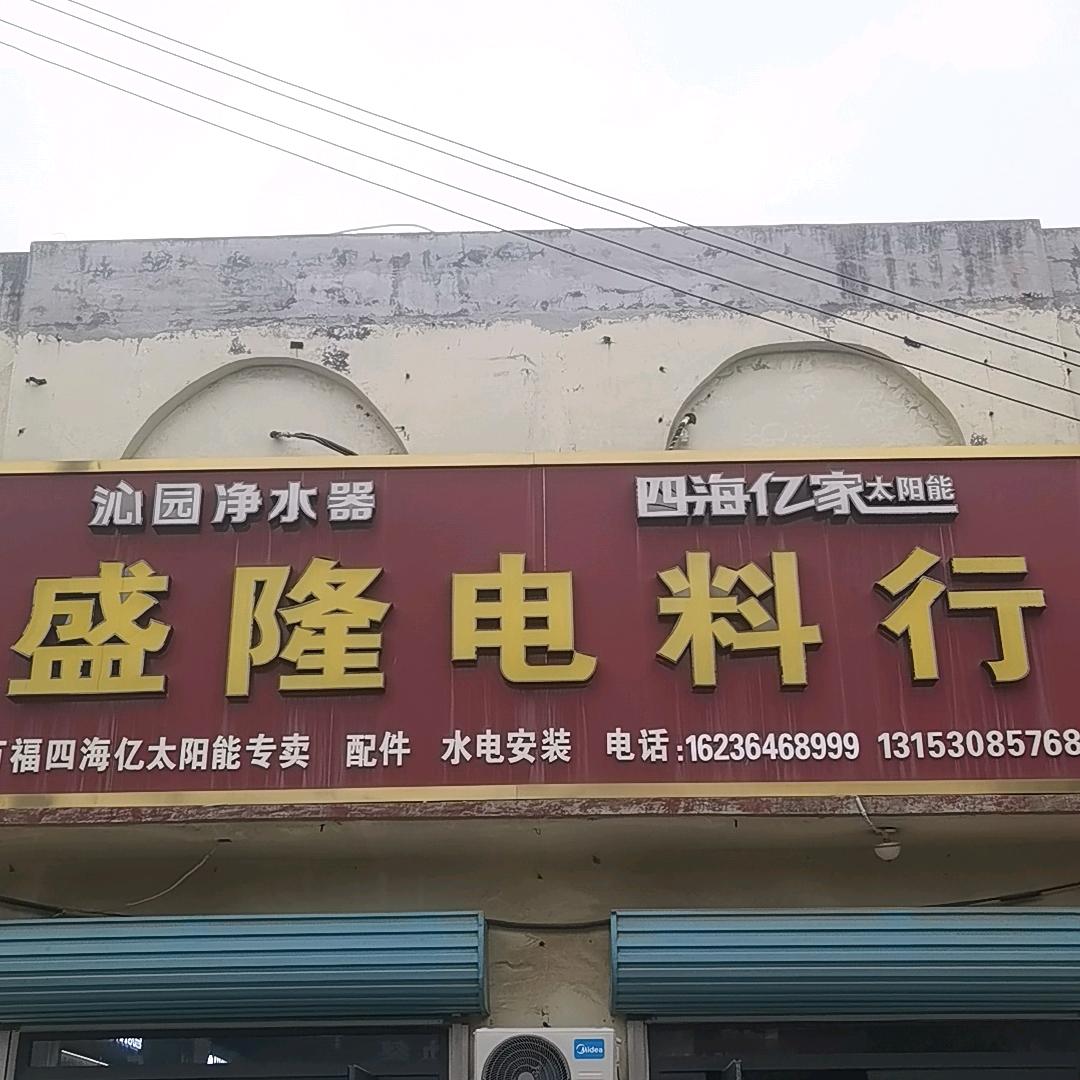 沁园净水器 四海亿家太阳能
盛隆电料行
福四海亿太阳能专卖 配件 水电安装 电话:16236468999 13153085768
Midea